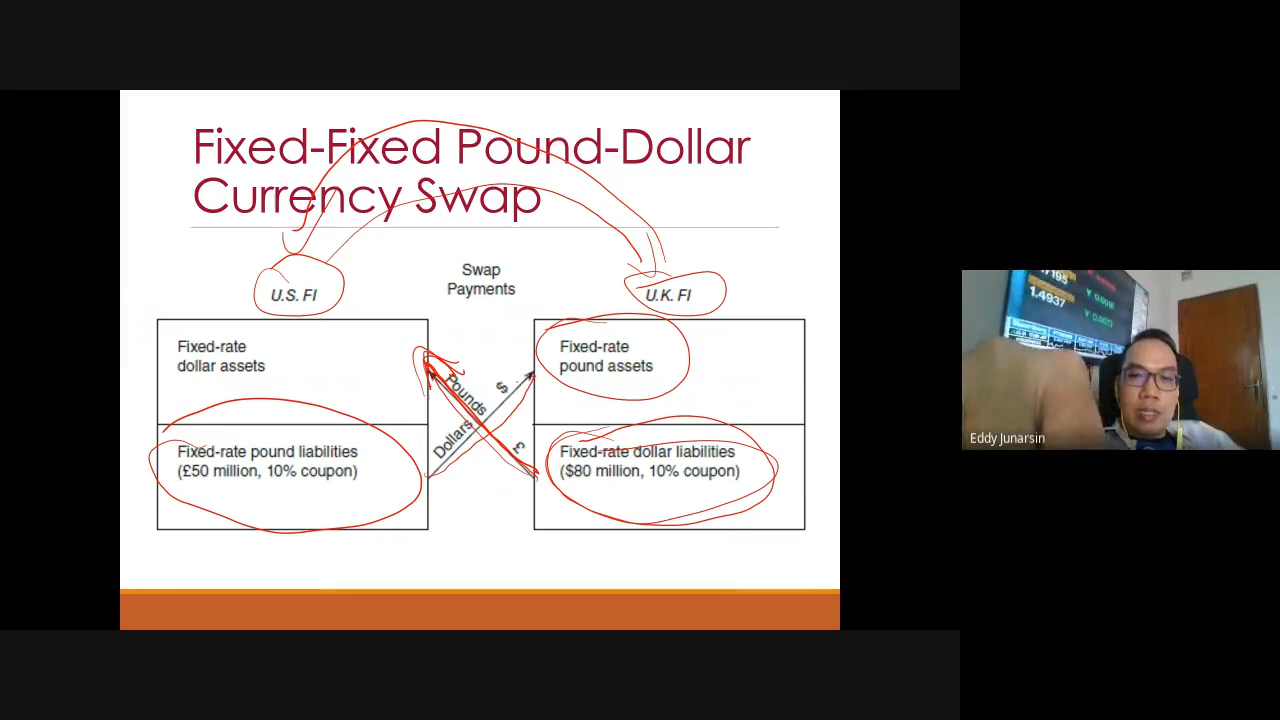 Fixed-Fixed Pound-Dollar
Currency Swap
Swap
Payments
U.S. FI
U.K. FI
Fixed-rate
dollar assets
Fixed-rate
pound assets
Pounds
$
Dollars
£
Fixed-rate pound liabilities
(£50 million, 10% coupon)
Fixed-rate dollar liabilities
($80 million, 10% coupon)
1.4937
Eddy Junarsin